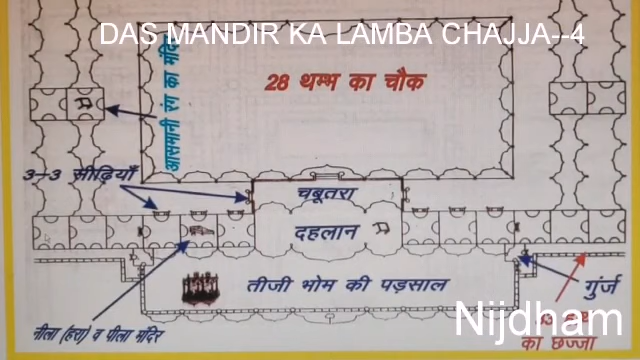 DAS MANDIR KA LAMBA CHAJJA--4
28 थम्भ का चौक
आसमानी रंग का मंदिर
3-3 सीढ़ियाँ
चबूतरा
दहलान
तीजी भोम की पड़साल
गुंर्ज
नीला (हरा) व पीला मंदिर
Nijdham
का छज्जा